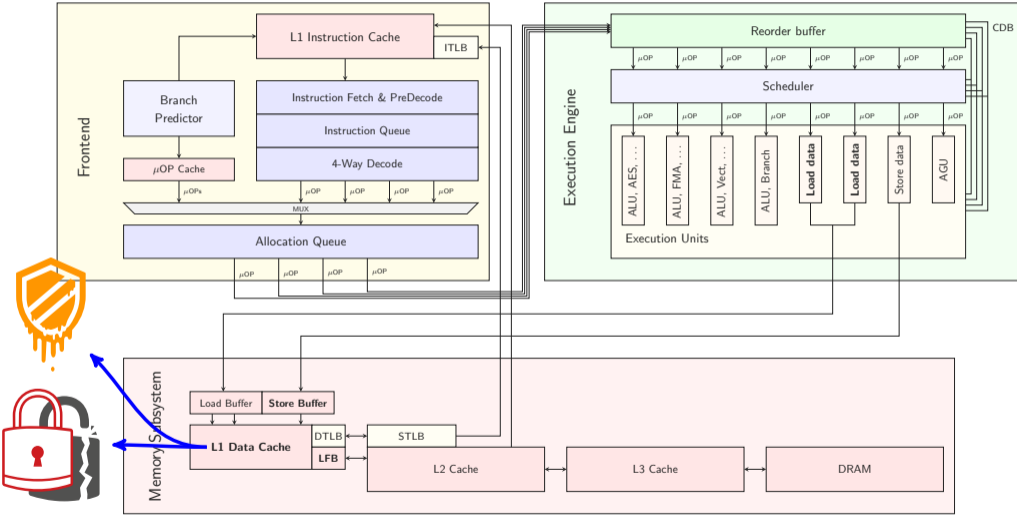 Frontend
L1 Instruction Cache
ITLB
Branch
Predictor
Instruction Fetch & PreDecode
Instruction Queue
4-Way Decode
μOP Cache
μOPs
μOP
μOP
μOP
μOP
MUX
Allocation Queue
μOP
μOP
μOP
μOP
Execution Engine
Reorder buffer
CDB
μOP
μOP
μOP
μOP
μOP
μOP
μOP
μOP
Scheduler
μOP
μOP
μOP
μOP
μOP
μOP
μOP
μOP
ALU, AES, ...
ALU, FMA, ...
ALU, Vect, ...
ALU, Branch
Load data
Load data
Store data
AGU
Execution Units
Memory Subsystem
Load Buffer
Store Buffer
L1 Data Cache
DTLB
LFB
STLB
L2 Cache
L3 Cache
DRAM